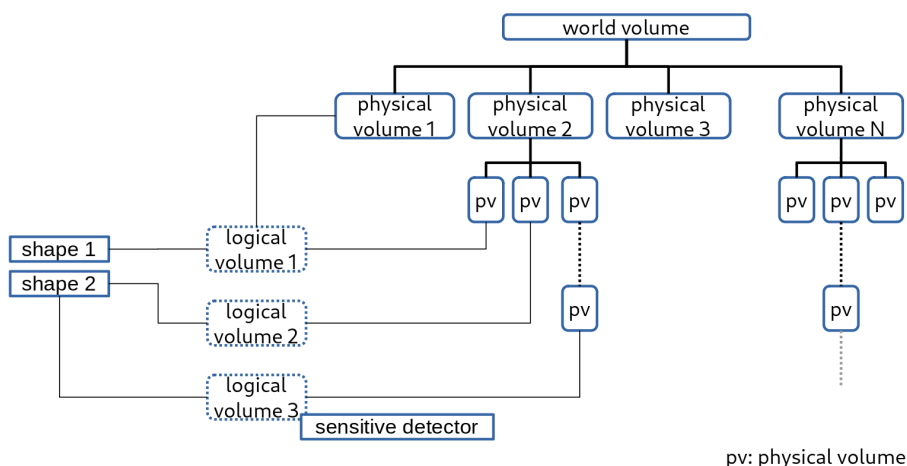 world volume
physical
volume 1
physical
volume 2
physical
volume 3
physical
volume N
pv
pv
pv
pv
pv
pv
shape 1
logical
volume 1
shape 2
logical
volume 2
pv
pv
logical
volume 3
sensitive detector
pv: physical volume